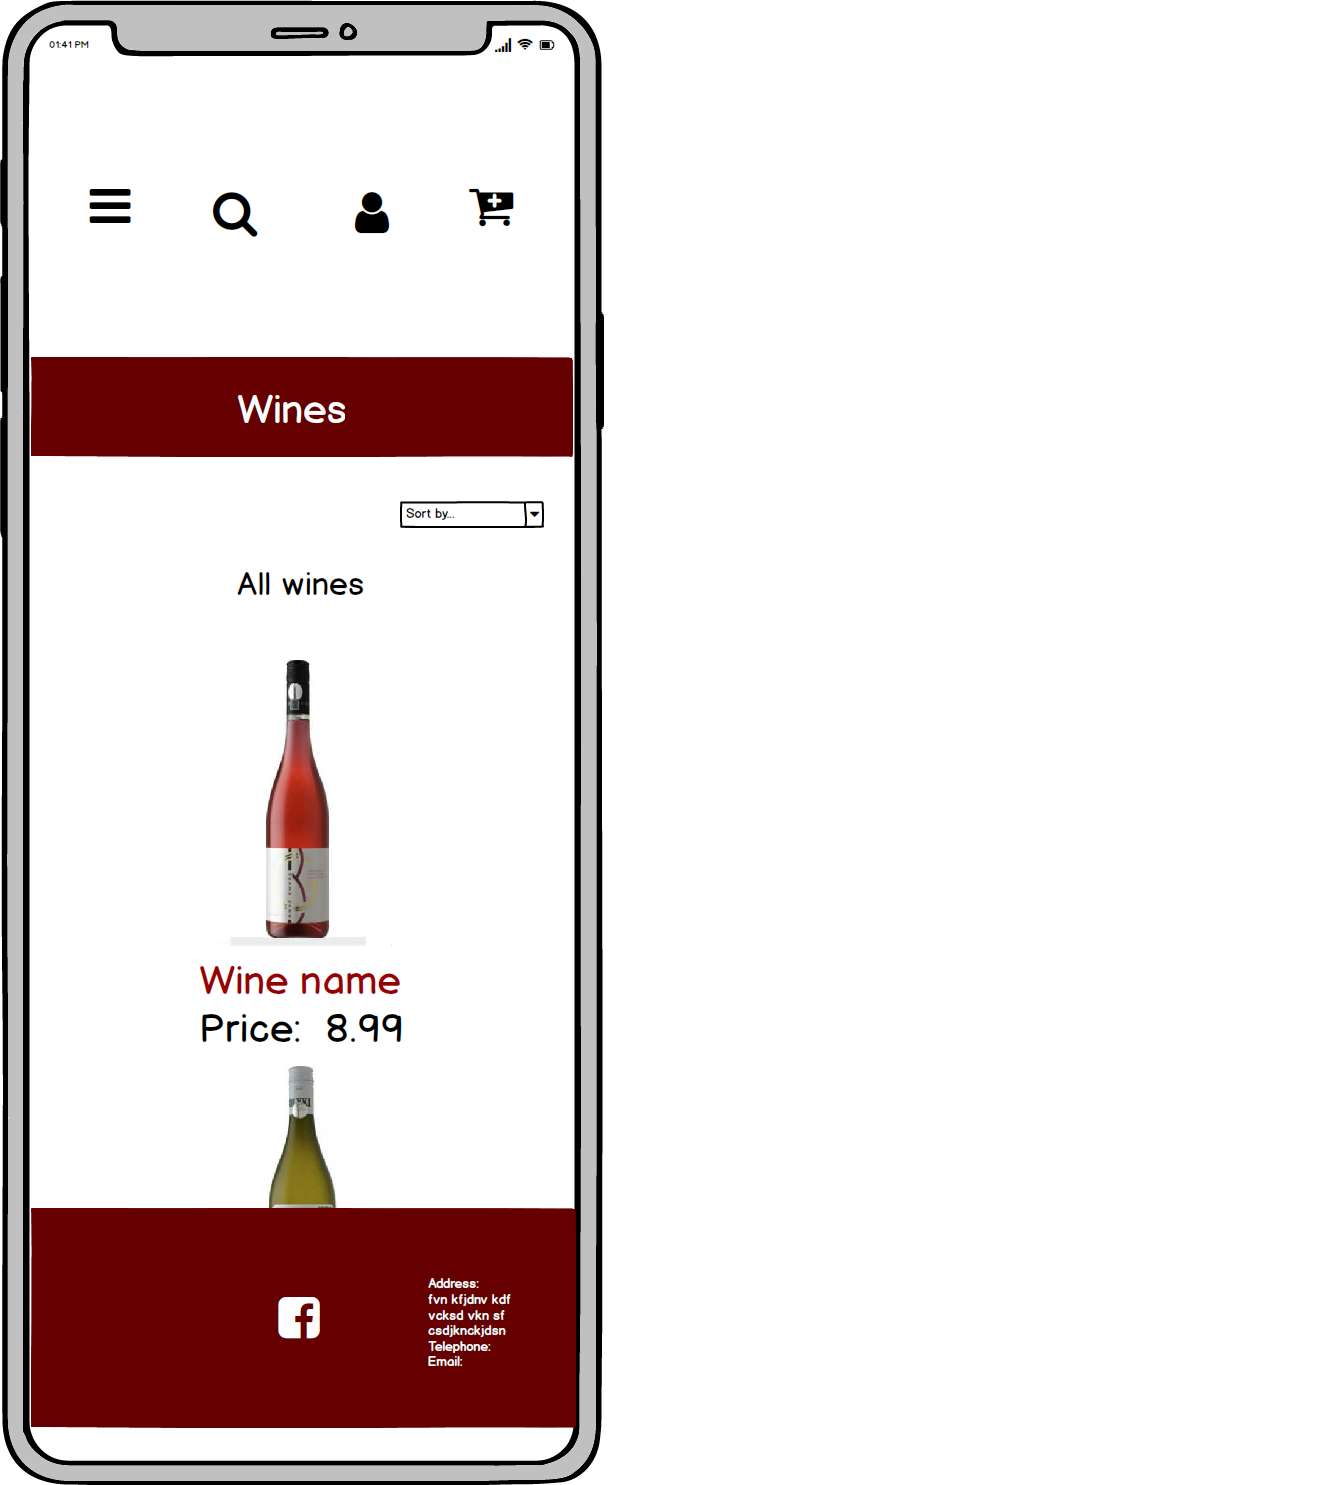 01:41 PM
Wines
Sort by...
All wines
Wine name
Price: 8.99
Address:
fvn kfjdnv kdf
vcksd vkn sf
csdjknckjdsn
Telephone:
Email: